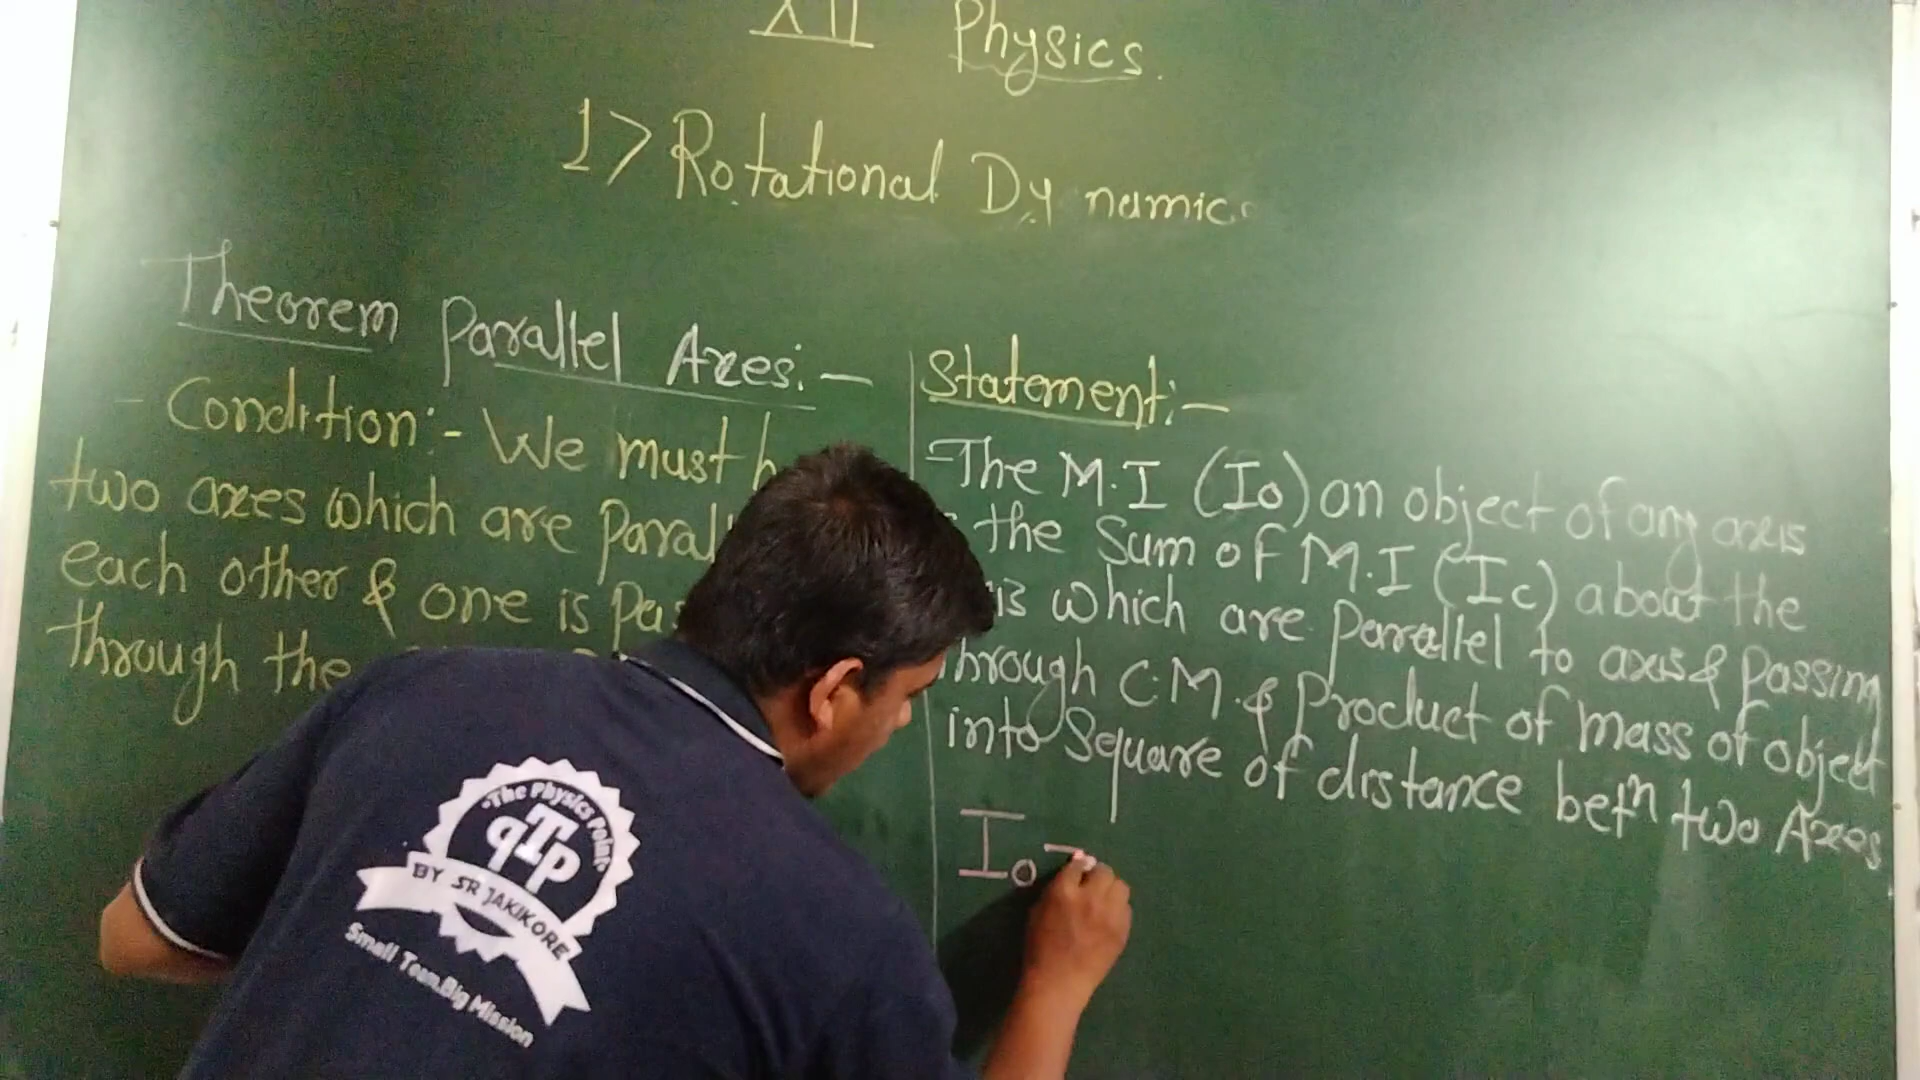 XII Physics.
1> Rotational Dynamic
Theorem Parallel Axes:-
- Condition:- We must
two axes which are
each other & one is
through the
Statement:-
-The M.I (Io) on object of any axis
the Sum of M.I (Ic) about the
which are parallel to axis & passing
through C.M. & product of mass of object
into Square of distance betn two Axes
Io =
"The Physics Point"
qTp
BY SR JAKIKORE
Small Team, Big Mission